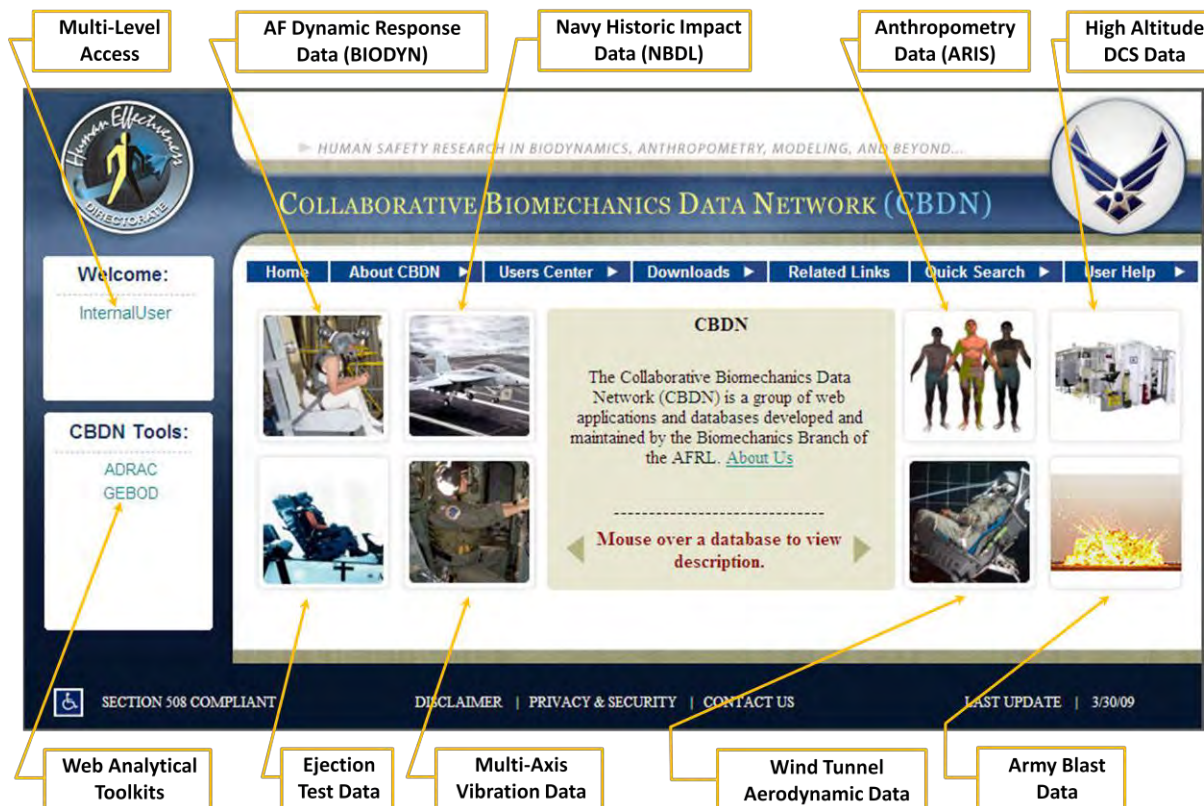 Multi-Level
Access
AF Dynamic Response
Data (BIODYN)
Navy Historic Impact
Data (NBDL)
Anthropometry
Data (ARIS)
High Altitude
DCS Data
Human Effectiveness
DIRECTORATE
HUMAN SAFETY RESEARCH IN BIODYNAMICS, ANTHROPOMETRY, MODELING, AND BEYOND...
COLLABORATIVE BIOMECHANICS DATA NETWORK (CBDN)
Welcome:
InternalUser
CBDN Tools:
ADRAC
GEBOD
Home About CBDN Users Center Downloads Related Links Quick Search User Help
CBDN
The Collaborative Biomechanics Data
Network (CBDN) is a group of web
applications and databases developed and
maintained by the Biomechanics Branch of
the AFRL. About Us
------------------------------
Mouse over a database to view
description.
SECTION 508 COMPLIANT DISCLAIMER | PRIVACY & SECURITY | CONTACT US LAST UPDATE | 3/30/09
Web Analytical
Toolkits
Ejection
Test Data
Multi-Axis
Vibration Data
Wind Tunnel
Aerodynamic Data
Army Blast
Data